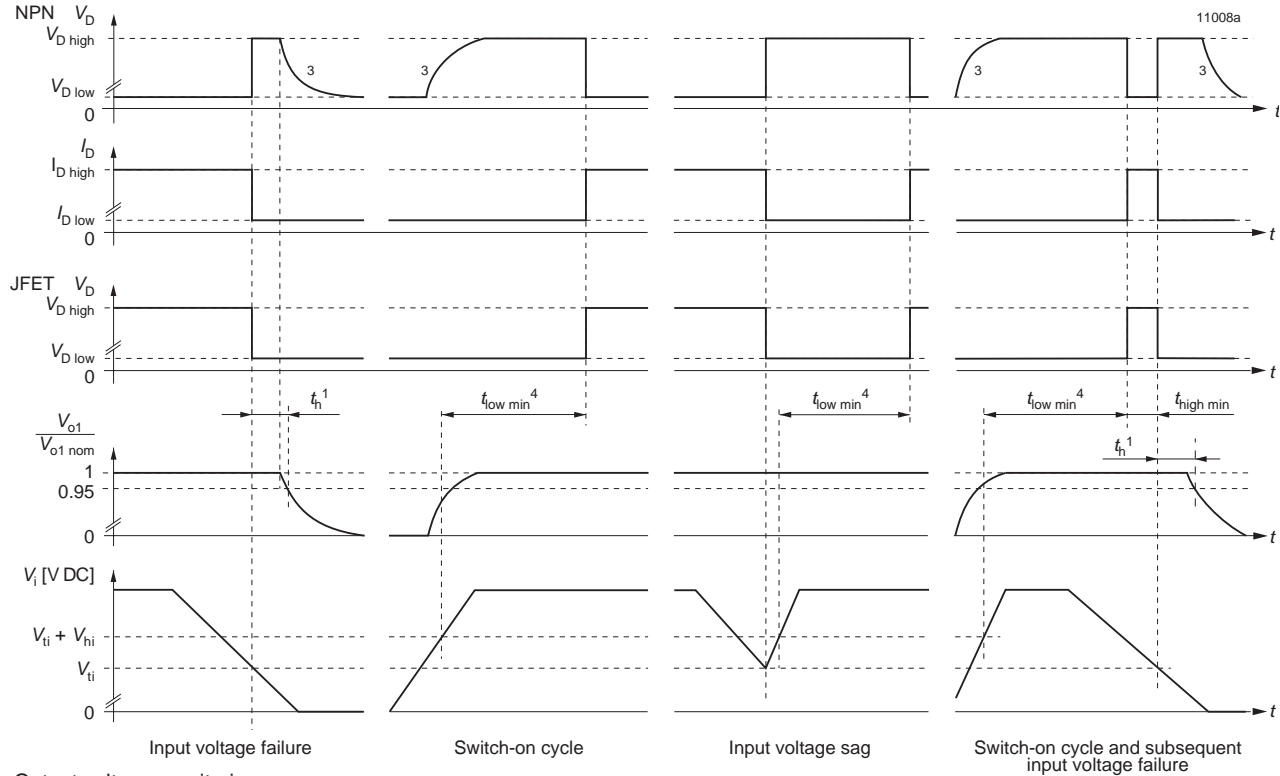 NPN V_D
11008a
V_D high
3
3
3
3
V_D low
0
t
I_D
I_D high
I_D low
0
t
JFET V_D
V_D high
V_D low
0
t
t_h^1
t_low min^4
t_low min^4
t_low min^4
t_high min
V_o1
V_o1 nom
t_h^1
1
0.95
0
t
V_i [V DC]
V_ti + V_hi
V_ti
0
t
Input voltage failure
Switch-on cycle
Input voltage sag
Switch-on cycle and subsequent
input voltage failure